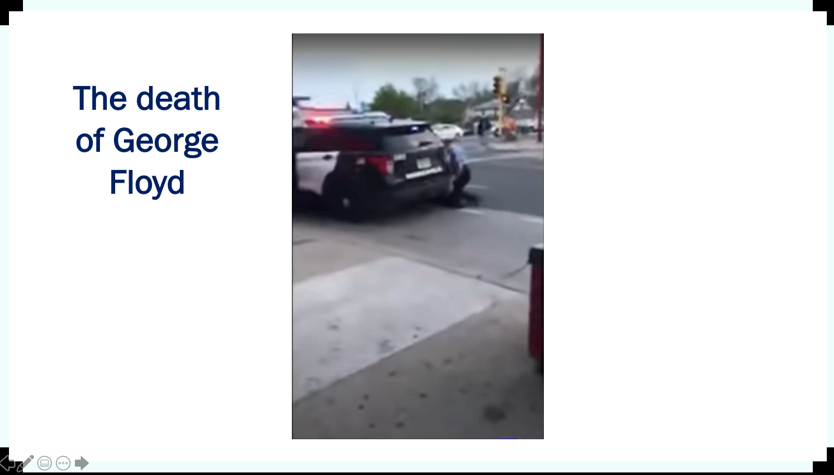 The death
of George
Floyd